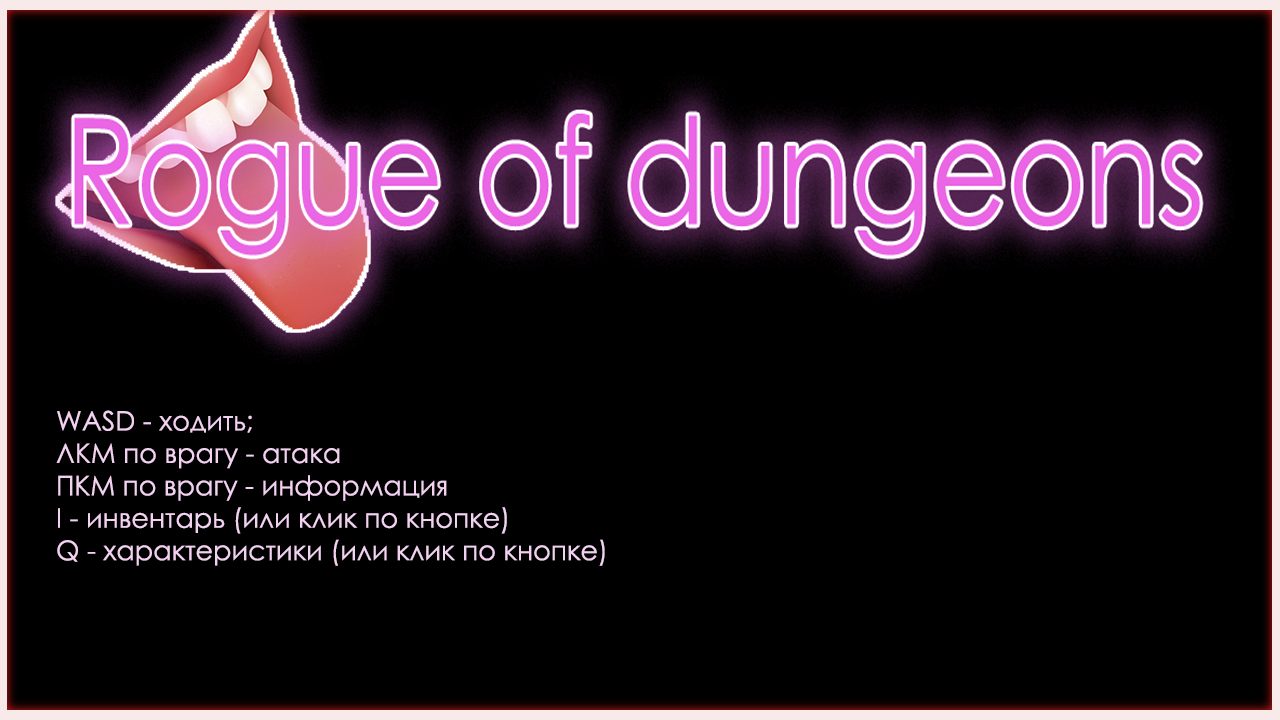 Rogue of dungeons
WASD - ходить;
ЛКМ по врагу - атака
ПКМ по врагу - информация
I - инвентарь (или клик по кнопке)
Q - характеристики (или клик по кнопке)